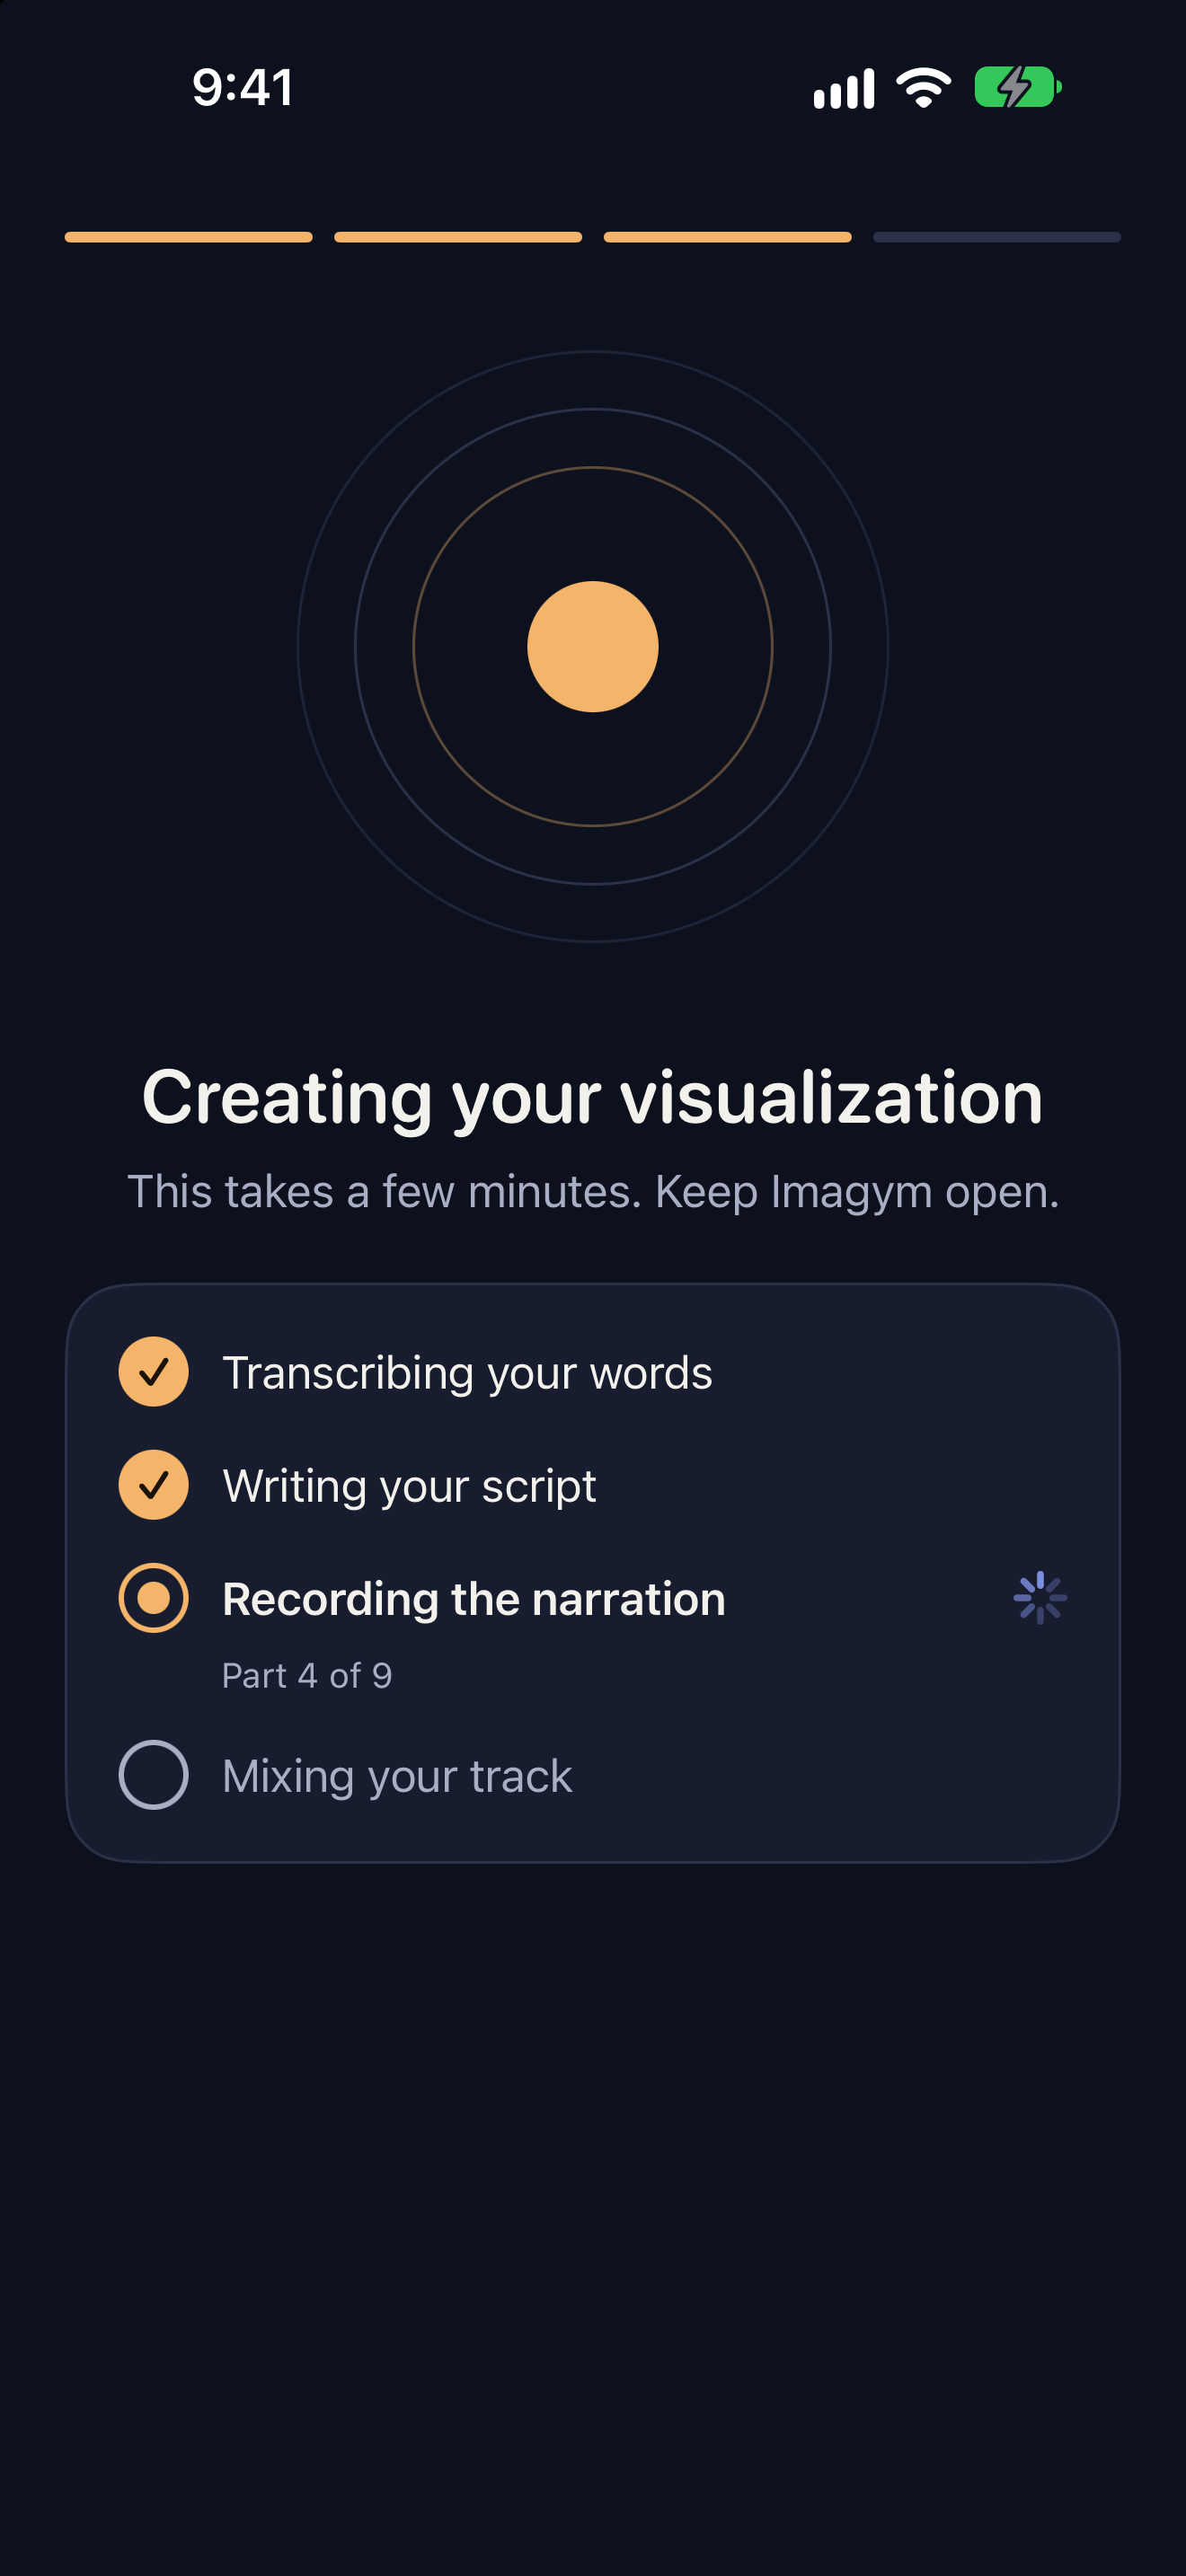 9:41
Creating your visualization
This takes a few minutes. Keep Imagym open.
Transcribing your words
Writing your script
Recording the narration
Part 4 of 9
Mixing your track